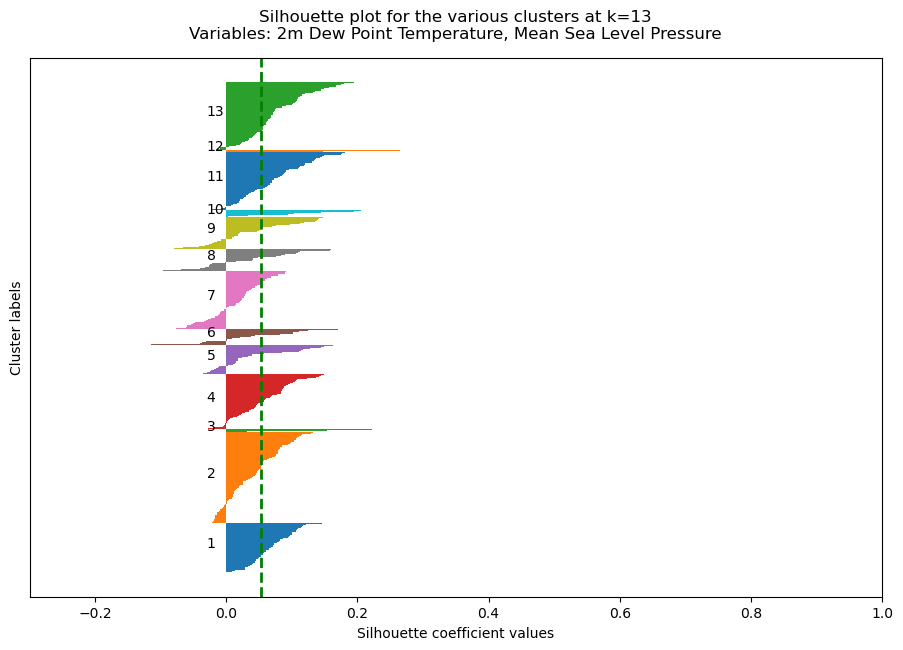 Silhouette plot for the various clusters at k=13
Variables: 2m Dew Point Temperature, Mean Sea Level Pressure
Cluster labels
13
12
11
10
9
8
7
6
5
4
3
2
1
−0.2 0.0 0.2 0.4 0.6 0.8 1.0
Silhouette coefficient values